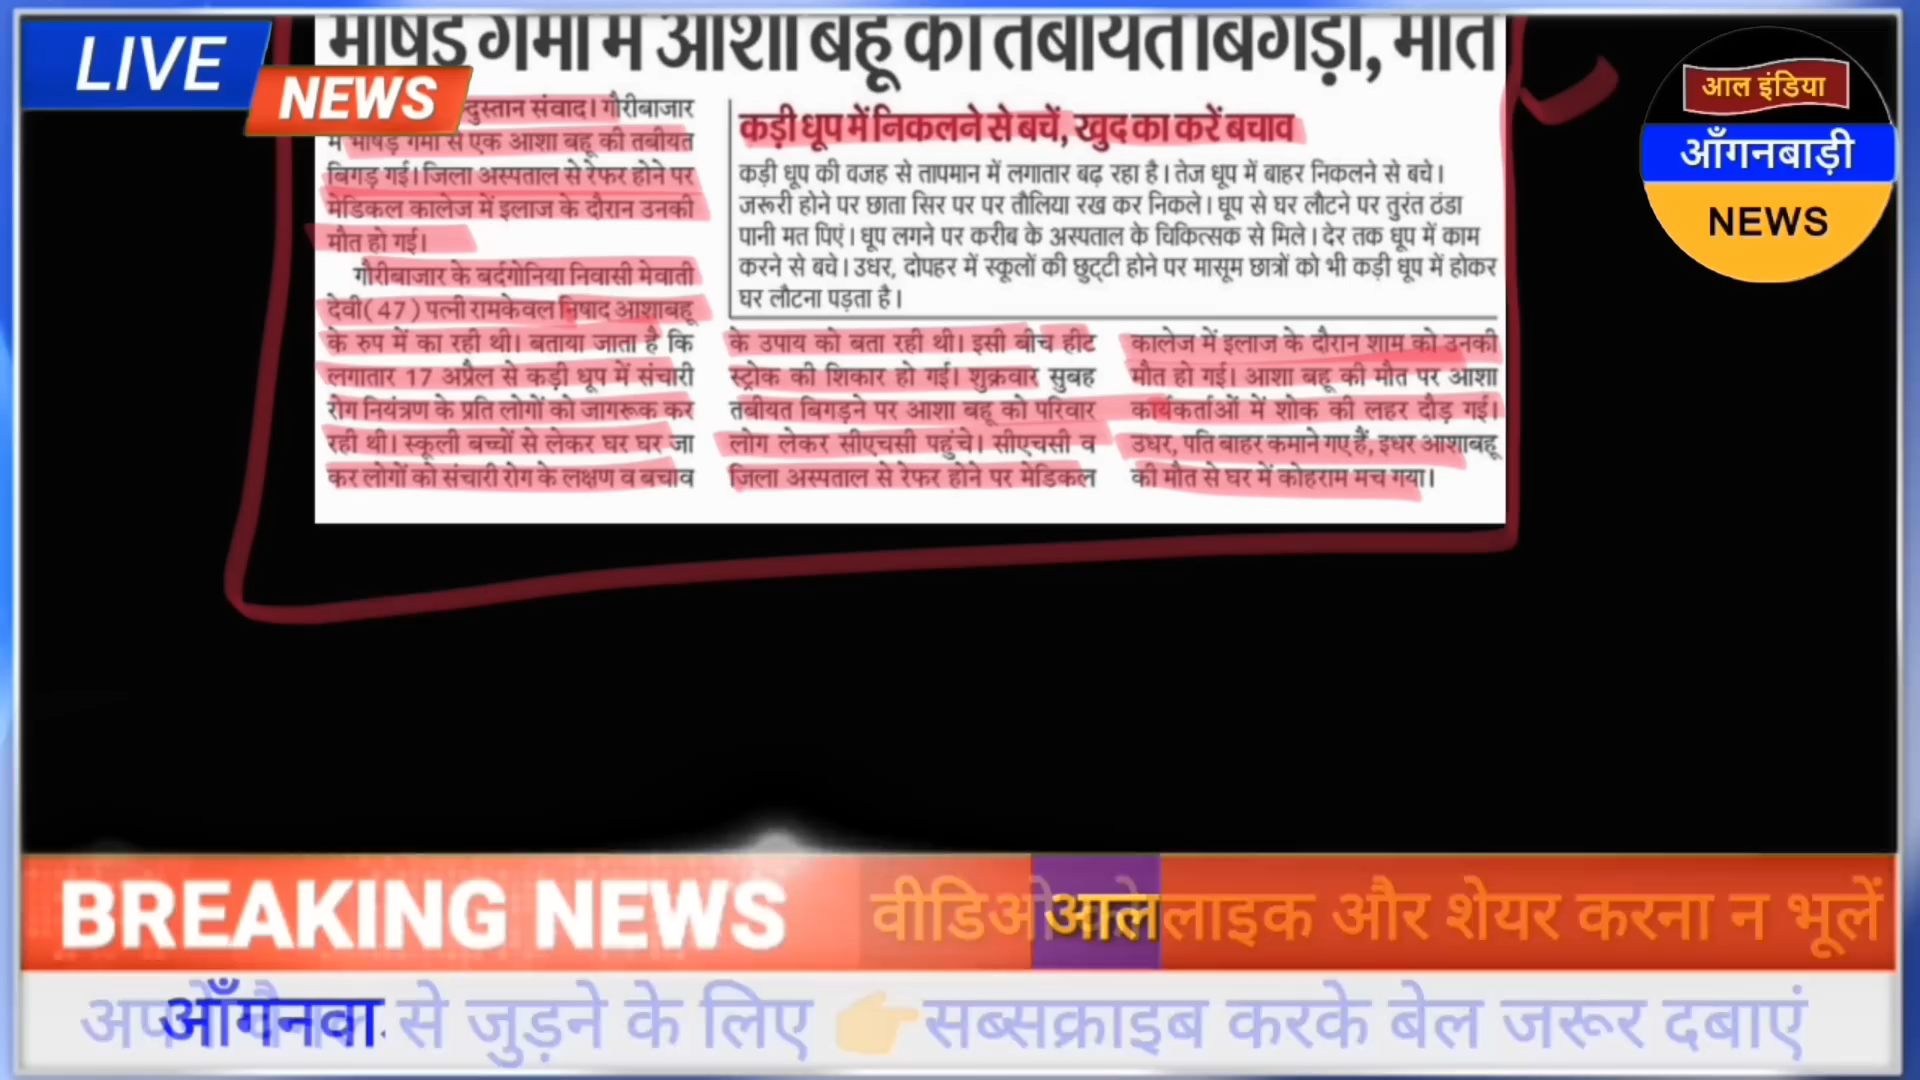 LIVE
NEWS
भीषड गर्मी में आशा बहू की तबीयत बिगड़ी, मौत
दुस्तान संवाद। गौरीबाजार
में भीषड़ गर्मी से एक आशा बहू की तबीयत
बिगड़ गई। जिला अस्पताल से रेफर होने पर
मेडिकल कालेज में इलाज के दौरान उनकी
मौत हो गई।
गौरीबाजार के बर्दगोनिया निवासी मेवाती
देवी(47) पत्नी रामकेवल निषाद आशाबहू
के रुप में का रही थी। बताया जाता है कि
लगातार 17 अप्रैल से कड़ी धूप में संचारी
रोग नियंत्रण के प्रति लोगों को जागरूक कर
रही थी। स्कूली बच्चों से लेकर घर घर जा
कर लोगों को संचारी रोग के लक्षण व बचाव
कड़ी धूप में निकलने से बचें, खुद का करें बचाव
कड़ी धूप की वजह से तापमान में लगातार बढ़ रहा है। तेज धूप में बाहर निकलने से बचे।
जरूरी होने पर छाता सिर पर पर तौलिया रख कर निकले। धूप से घर लौटने पर तुरंत ठंडा
पानी मत पिएं। धूप लगने पर करीब के अस्पताल के चिकित्सक से मिले। देर तक धूप में काम
करने से बचे। उधर, दोपहर में स्कूलों की छुट्टी होने पर मासूम छात्रों को भी कड़ी धूप में होकर
घर लौटना पड़ता है।
के उपाय को बता रही थी। इसी बीच हीट
स्ट्रोक की शिकार हो गई। शुक्रवार सुबह
तबीयत बिगड़ने पर आशा बहू को परिवार
लोग लेकर सीएचसी पहुंचे। सीएचसी व
जिला अस्पताल से रेफर होने पर मेडिकल
कालेज में इलाज के दौरान शाम को उनकी
मौत हो गई। आशा बहू की मौत पर आशा
कार्यकर्ताओं में शोक की लहर दौड़ गई।
उधर, पति बाहर कमाने गए हैं, इधर आशाबहू
की मौत से घर में कोहराम मच गया।
आल इंडिया
आँगनबाड़ी
NEWS
BREAKING NEWS
वीडिओ आल लाइक और शेयर करना न भूलें
आँगनवा से जुड़ने के लिए 👉सब्सक्राइब करके बेल जरूर दबाएं